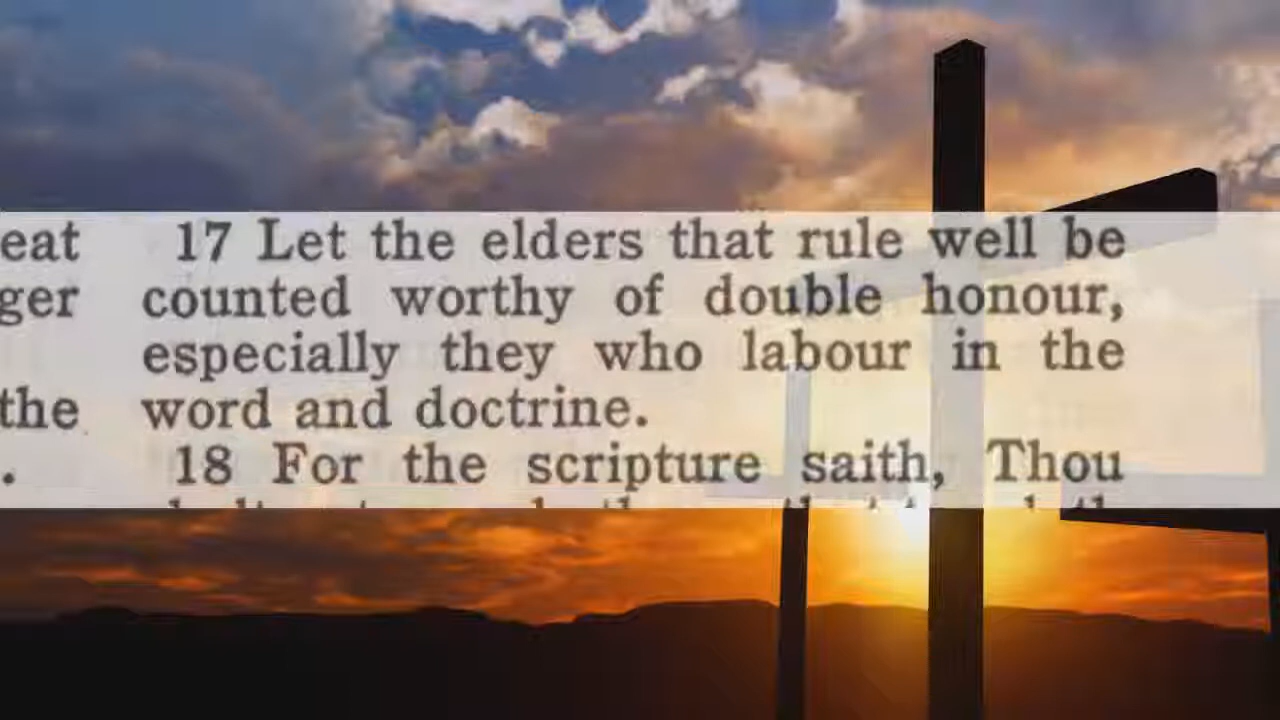 eat 17 Let the elders that rule well be
ger counted worthy of double honour,
especially they who labour in the
the word and doctrine.
. 18 For the scripture saith, Thou